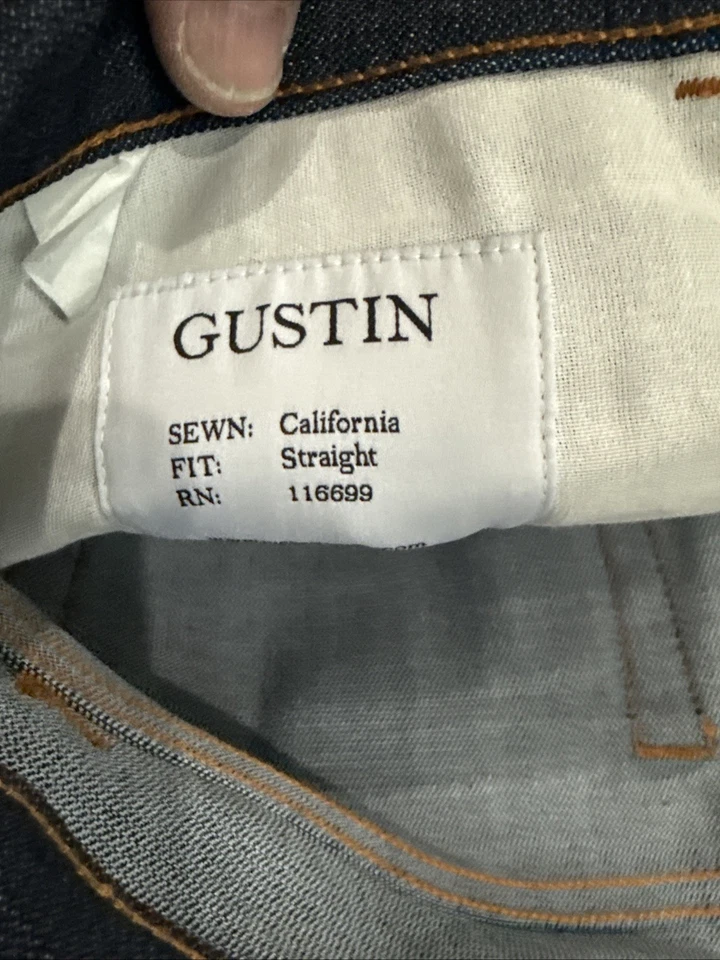 GUSTIN
SEWN: California
FIT: Straight
RN: 116699